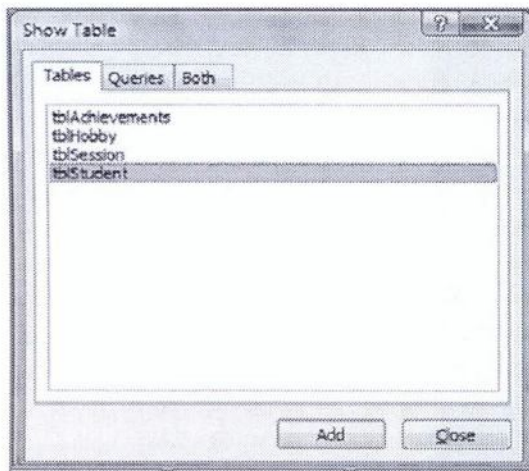 Show Table
Tables Queries Both
tblAchievements
tblHobby
tblSession
tblStudent
Add Close